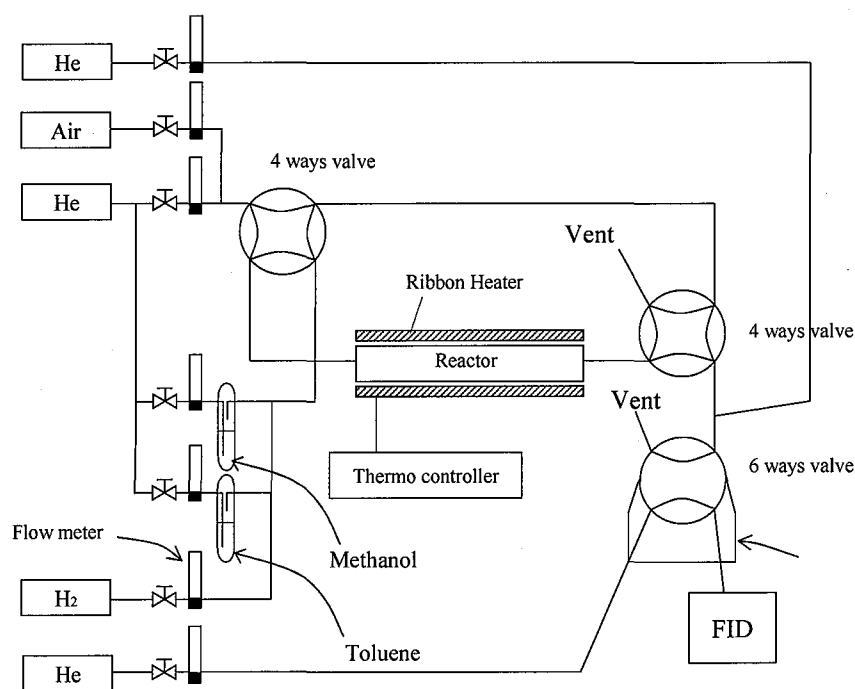 He
Air
He
4 ways valve
Vent
Ribbon Heater
Reactor
4 ways valve
Vent
Thermo controller
6 ways valve
Flow meter
Methanol
H₂
FID
Toluene
He